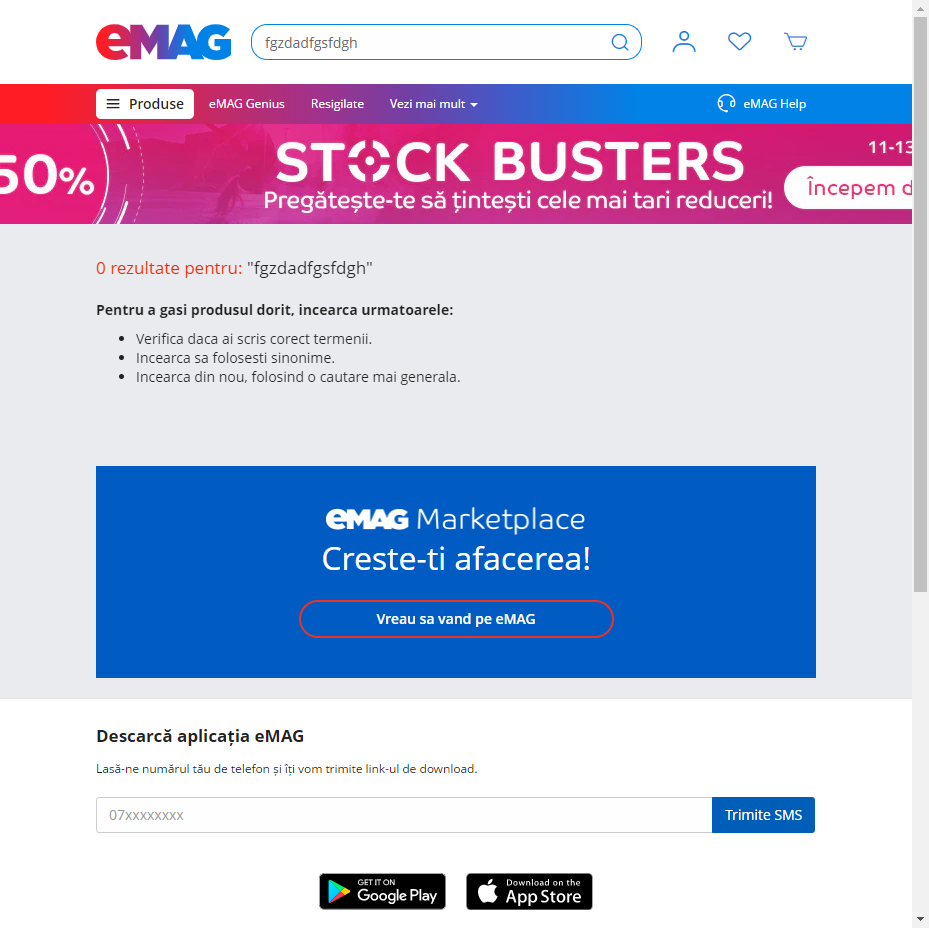 eMAG
fgzdadfgsfdgh
Produse eMAG Genius Resigilate Vezi mai mult eMAG Help
50% STOCK BUSTERS 11-13
Pregătește-te să țintești cele mai tari reduceri! Începem d
0 rezultate pentru: "fgzdadfgsfdgh"
Pentru a gasi produsul dorit, incearca urmatoarele:
Verifica daca ai scris corect termenii.
Incearca sa folosesti sinonime.
Incearca din nou, folosind o cautare mai generala.
eMAG Marketplace
Creste-ti afacerea!
Vreau sa vand pe eMAG
Descarcă aplicația eMAG
Lasă-ne numărul tău de telefon și îți vom trimite link-ul de download.
07xxxxxxxx Trimite SMS
GET IT ON Download on the
Google Play App Store